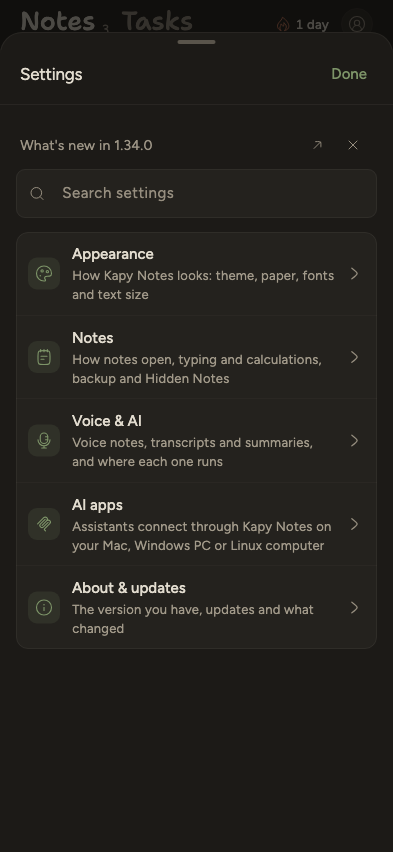 Notes 3 Tasks
1 day
Settings
Done
What's new in 1.34.0
Search settings
Appearance
How Kapy Notes looks: theme, paper, fonts
and text size
Notes
How notes open, typing and calculations,
backup and Hidden Notes
Voice & AI
Voice notes, transcripts and summaries,
and where each one runs
AI apps
Assistants connect through Kapy Notes on
your Mac, Windows PC or Linux computer
About & updates
The version you have, updates and what
changed